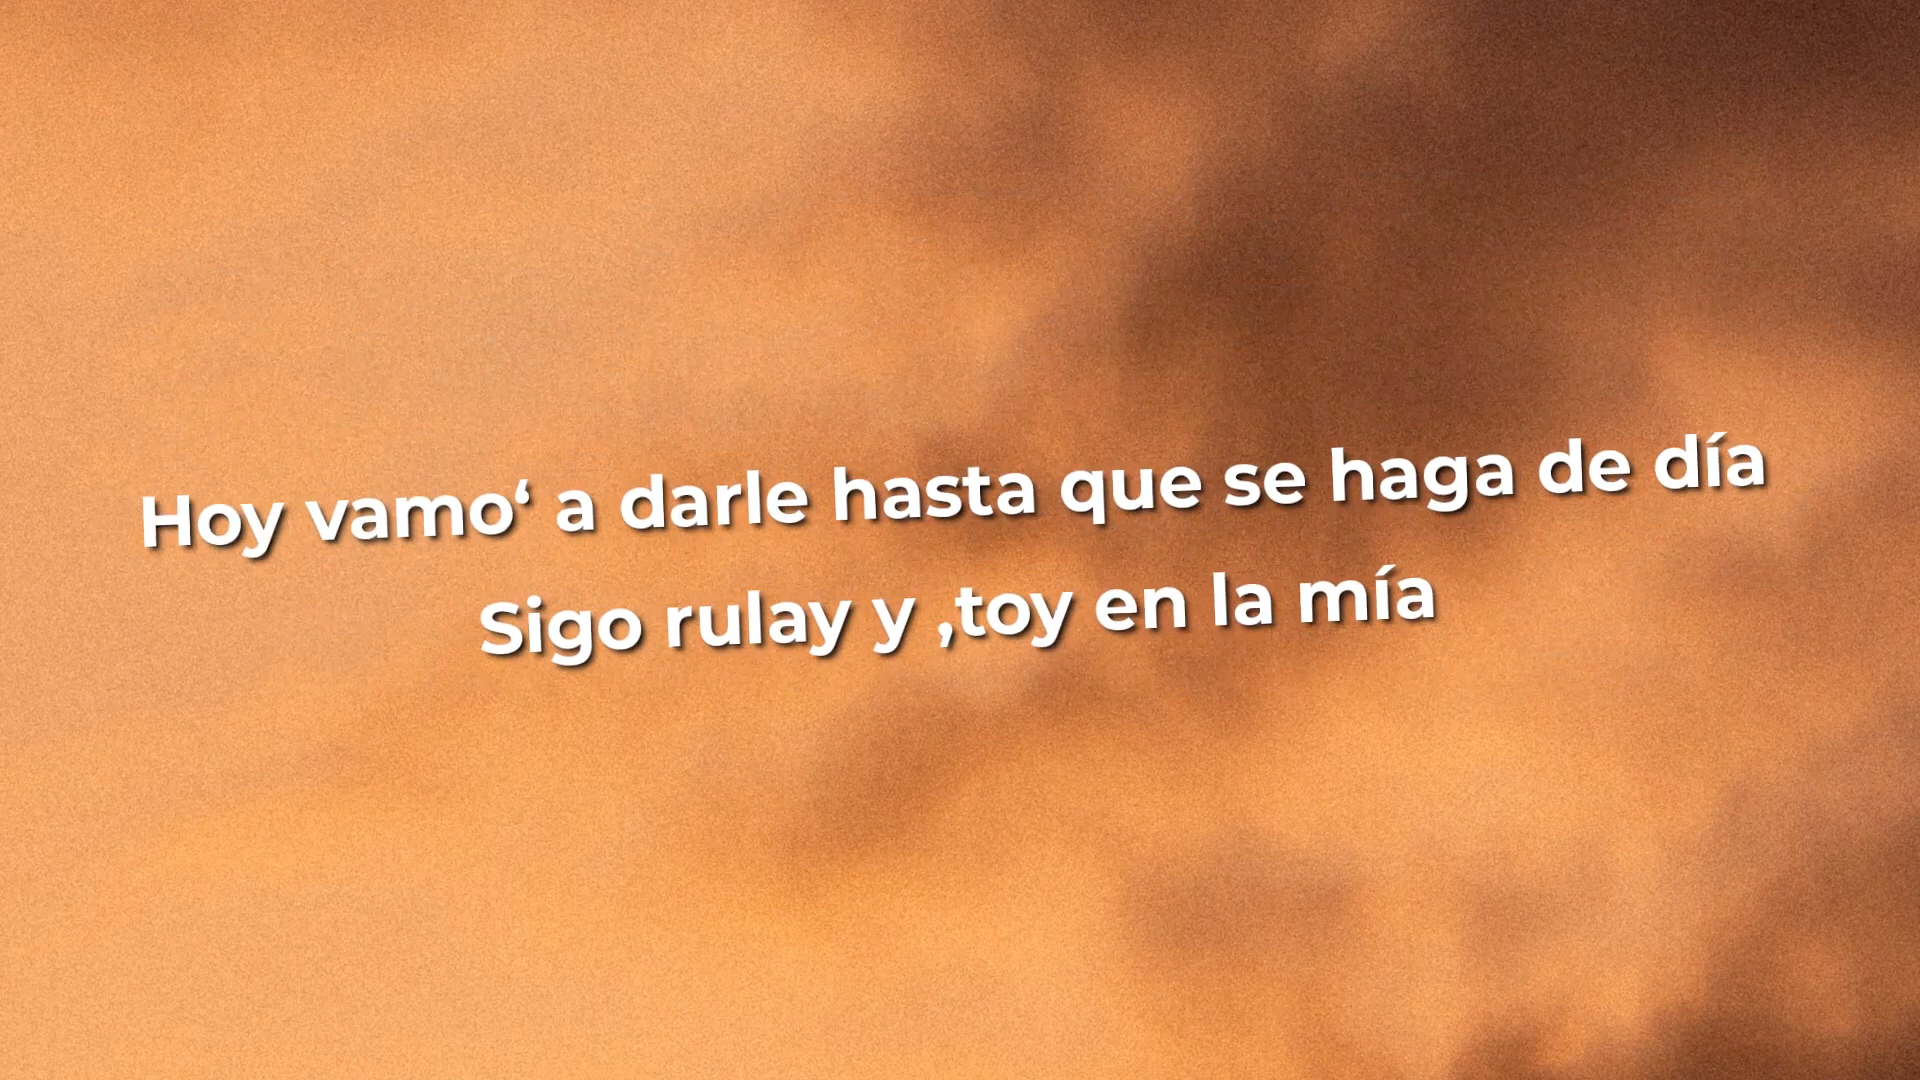 Hoy vamo‘ a darle hasta que se haga de día
Sigo rulay y ‚toy en la mía